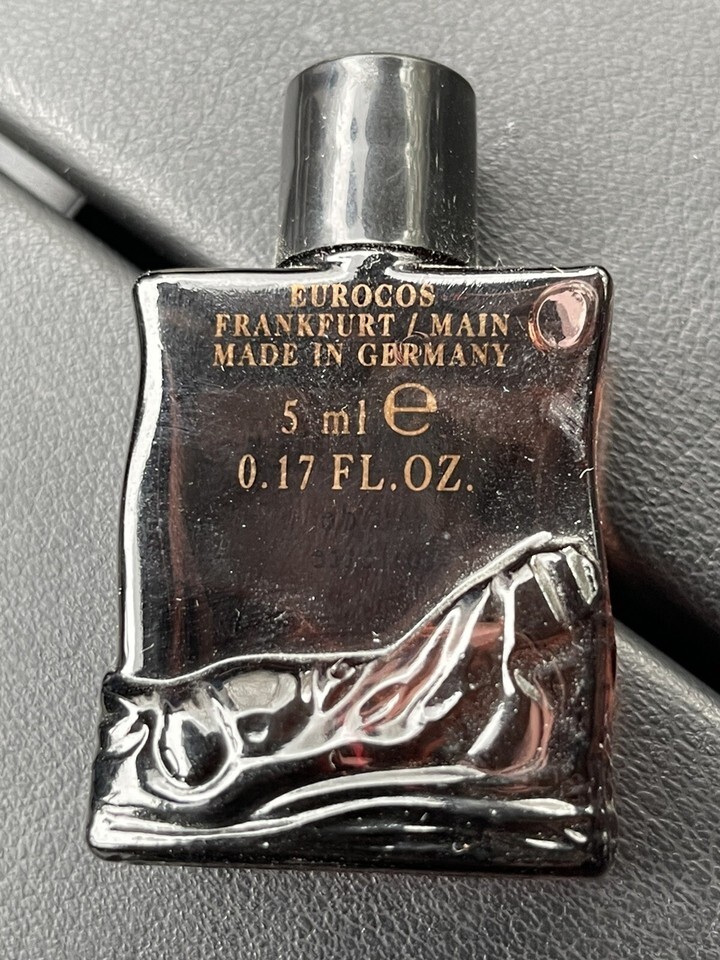 EUROCOS
FRANKFURT / MAIN
MADE IN GERMANY
5 ml e
0.17 FL.OZ.